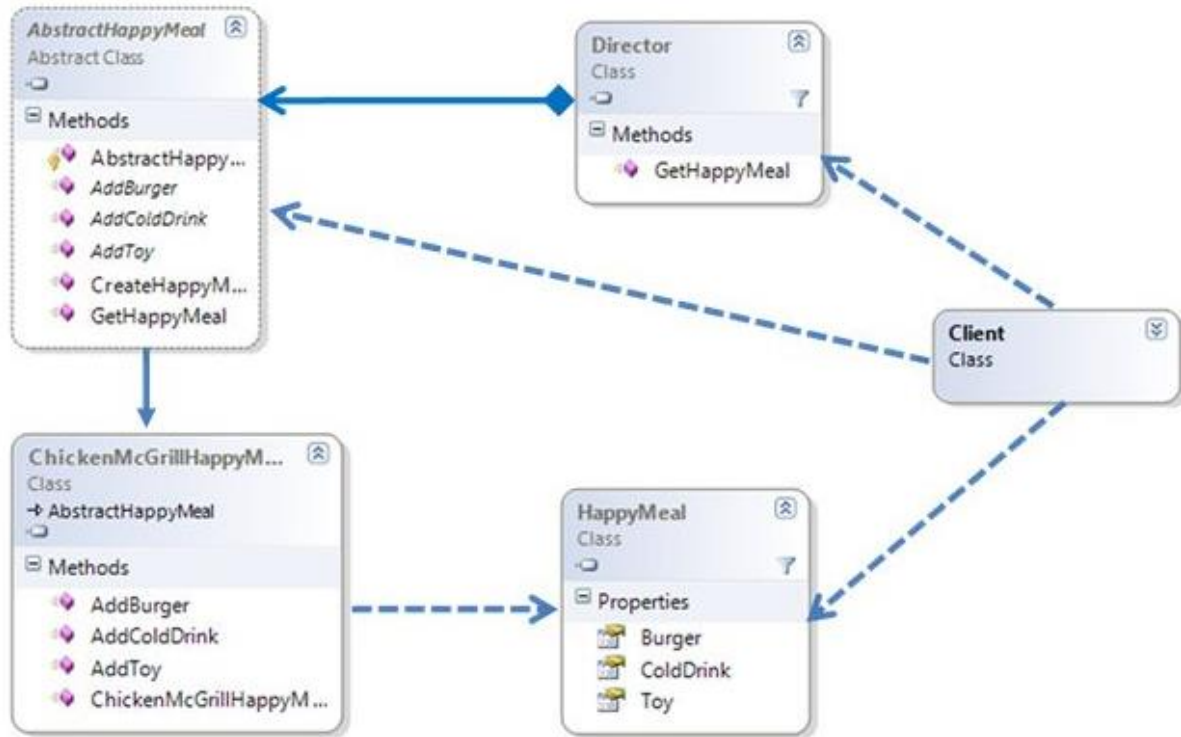 AbstractHappyMeal
Abstract Class
Methods
AbstractHappy...
AddBurger
AddColdDrink
AddToy
CreateHappyM...
GetHappyMeal
Director
Class
Methods
GetHappyMeal
Client
Class
ChickenMcGrillHappyM...
Class
AbstractHappyMeal
Methods
AddBurger
AddColdDrink
AddToy
ChickenMcGrillHappyM...
HappyMeal
Class
Properties
Burger
ColdDrink
Toy